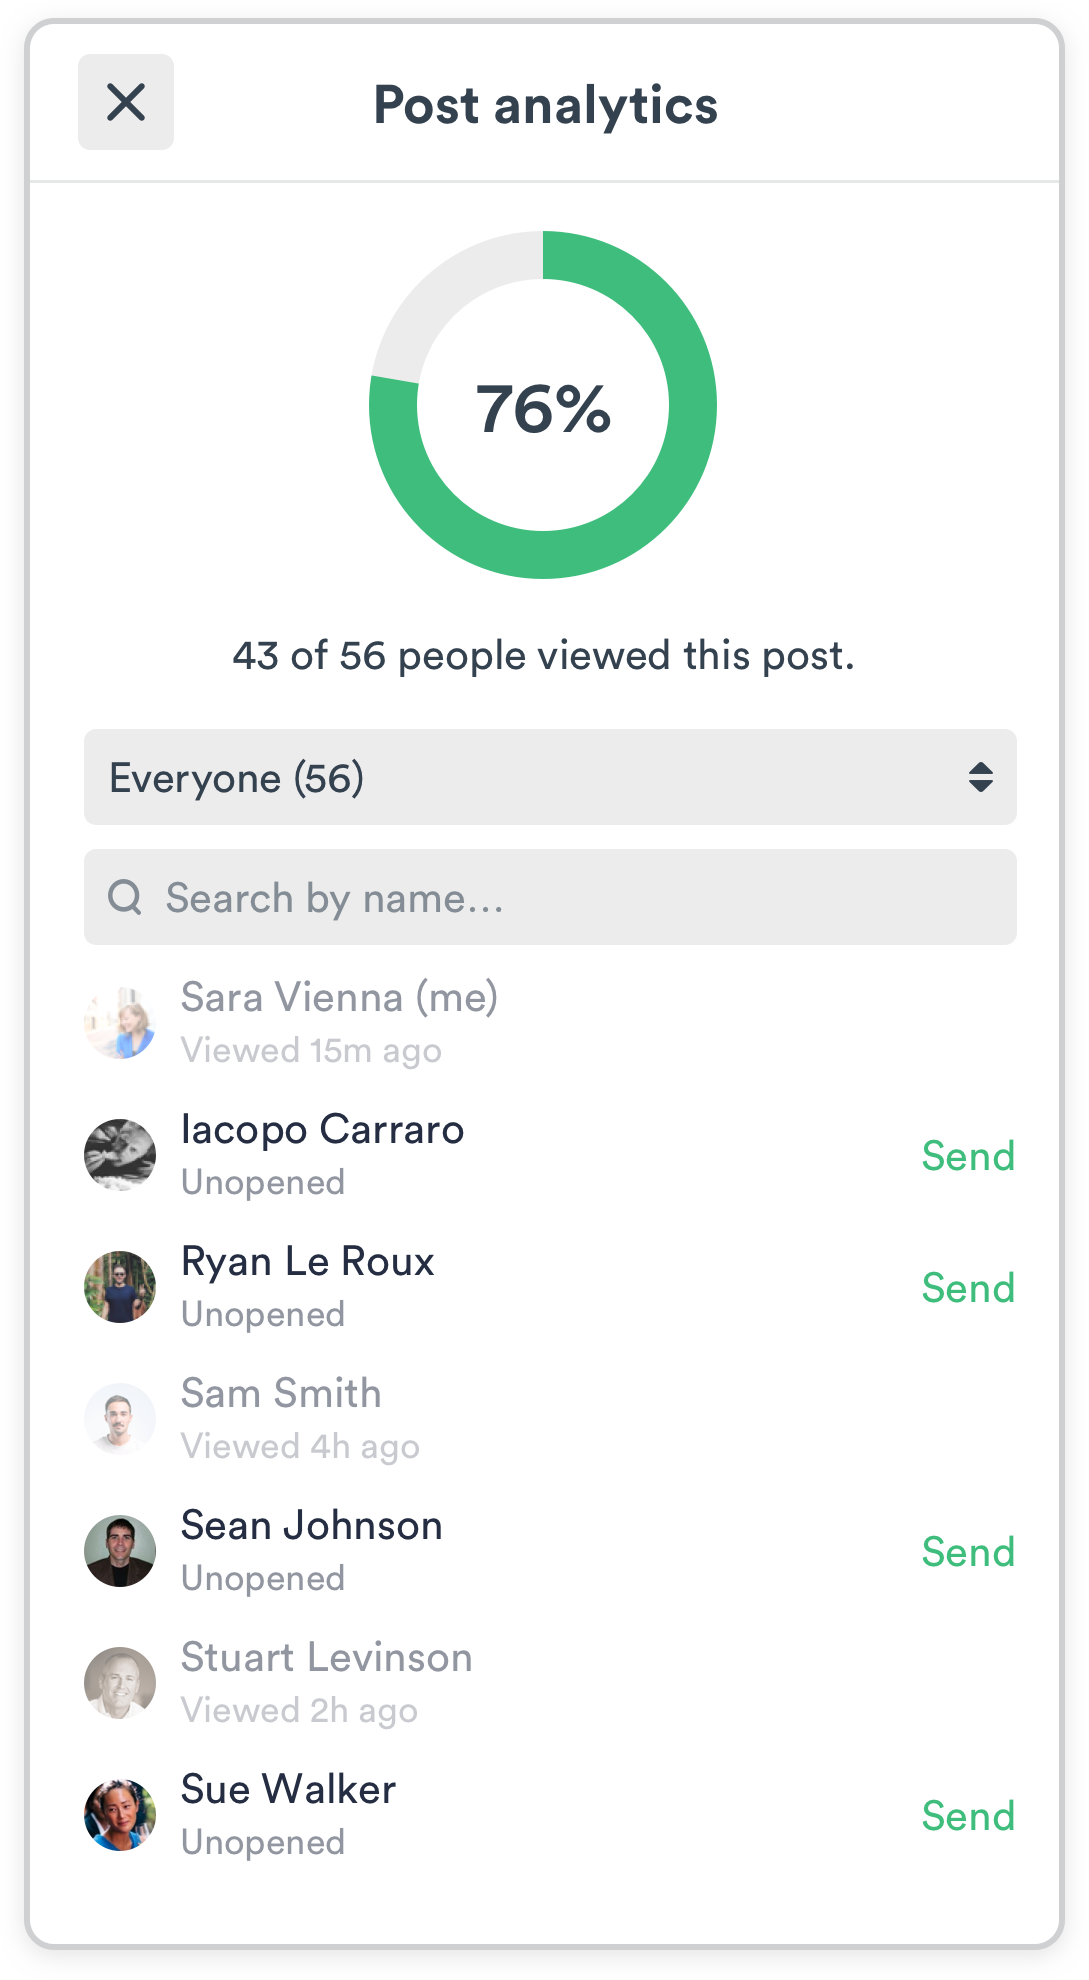 Post analytics
76%
43 of 56 people viewed this post.
Everyone (56)
Search by name...
Sara Vienna (me)
Viewed 15m ago
Iacopo Carraro
Unopened
Send
Ryan Le Roux
Unopened
Send
Sam Smith
Viewed 4h ago
Sean Johnson
Unopened
Send
Stuart Levinson
Viewed 2h ago
Sue Walker
Unopened
Send